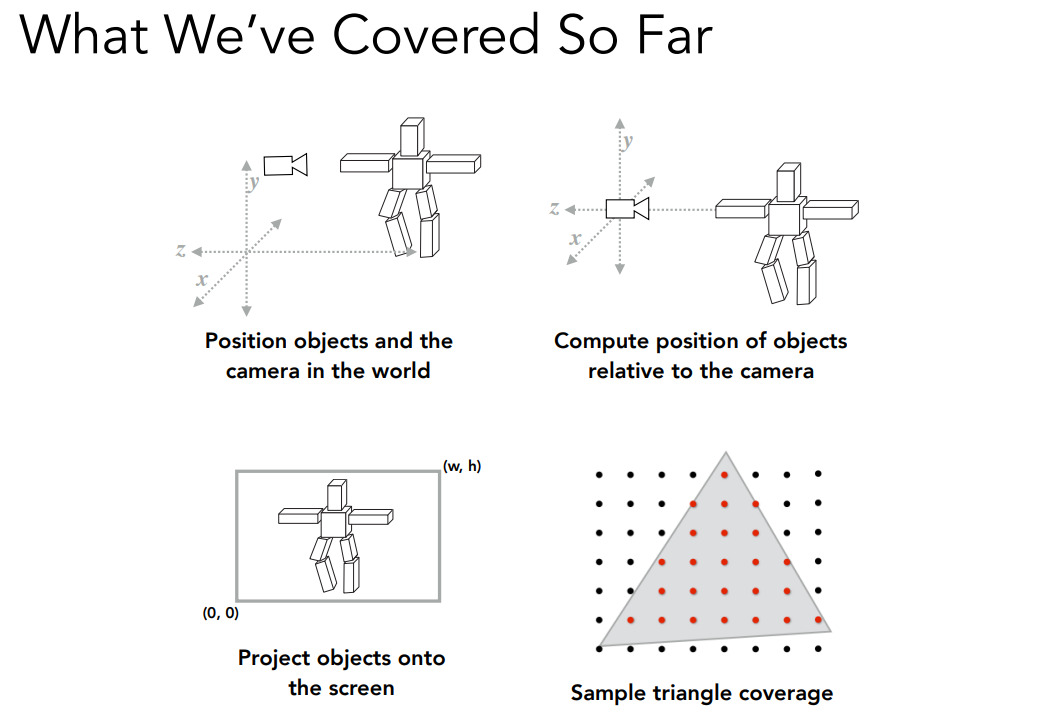 What We’ve Covered So Far
y
z
x
Position objects and the
camera in the world
y
z
x
Compute position of objects
relative to the camera
(w, h)
(0, 0)
Project objects onto
the screen
Sample triangle coverage